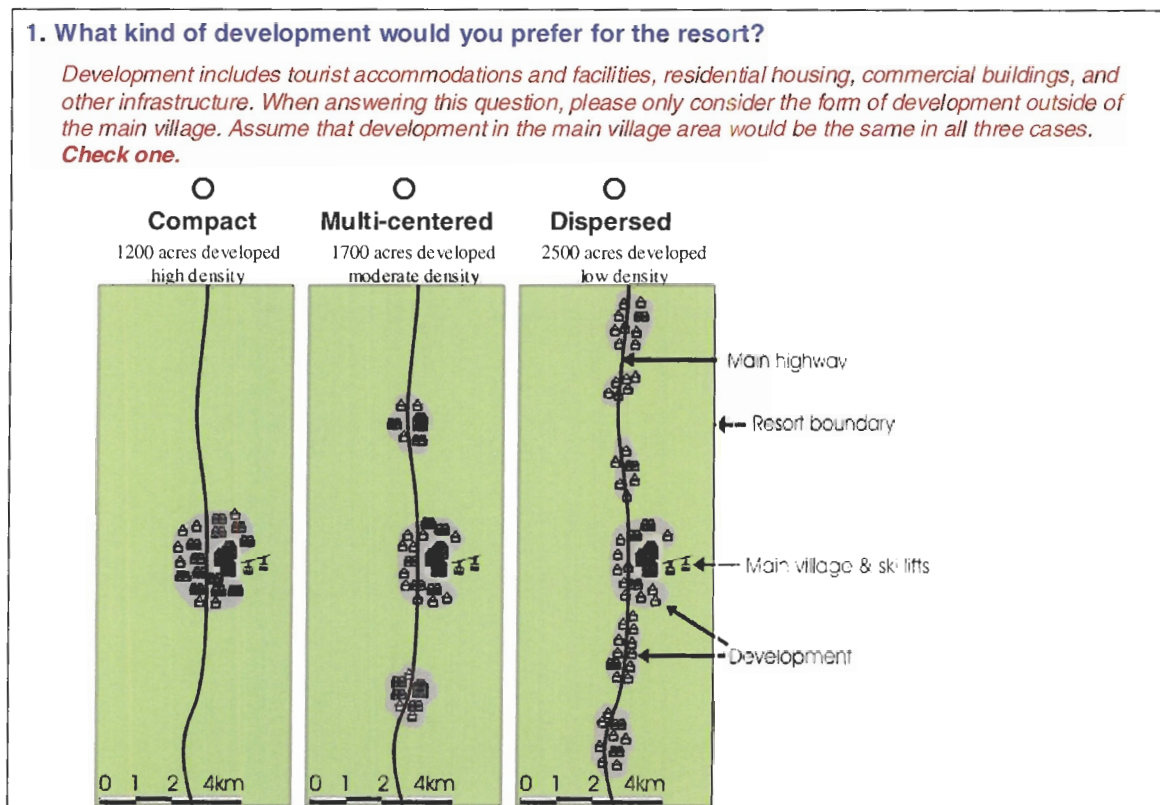 1. What kind of development would you prefer for the resort?
Development includes tourist accommodations and facilities, residential housing, commercial buildings, and
other infrastructure. When answering this question, please only consider the form of development outside of
the main village. Assume that development in the main village area would be the same in all three cases.
Check one.
Compact
1200 acres developed
high density
Multi-centered
1700 acres developed
moderate density
Dispersed
2500 acres developed
low density
Main highway
Resort boundary
Main village & ski lifts
Development
0 1 2 4km
0 1 2 4km
0 1 2 4km